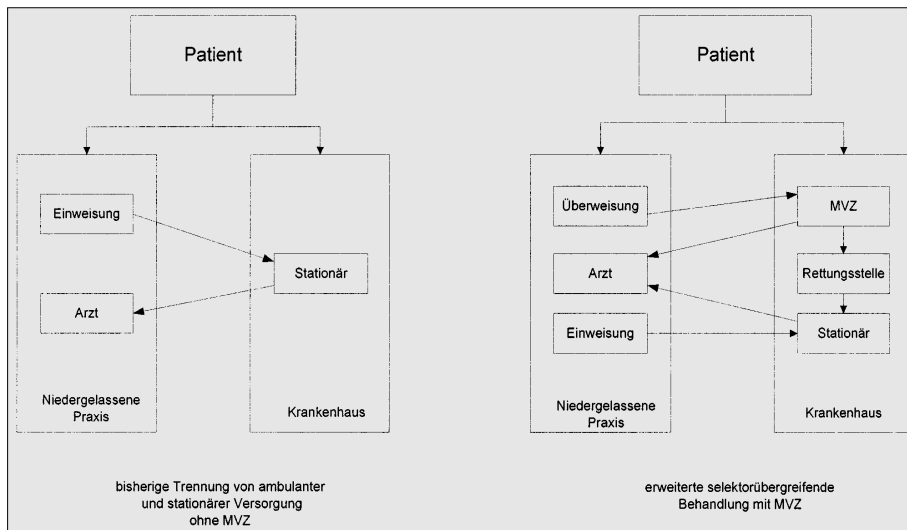 Patient
Einweisung
Stationär
Arzt
Niedergelassene
Praxis
Krankenhaus
bisherige Trennung von ambulanter
und stationärer Versorgung
ohne MVZ
Patient
Überweisung
MVZ
Arzt
Rettungsstelle
Einweisung
Stationär
Niedergelassene
Praxis
Krankenhaus
erweiterte selektorübergreifende
Behandlung mit MVZ